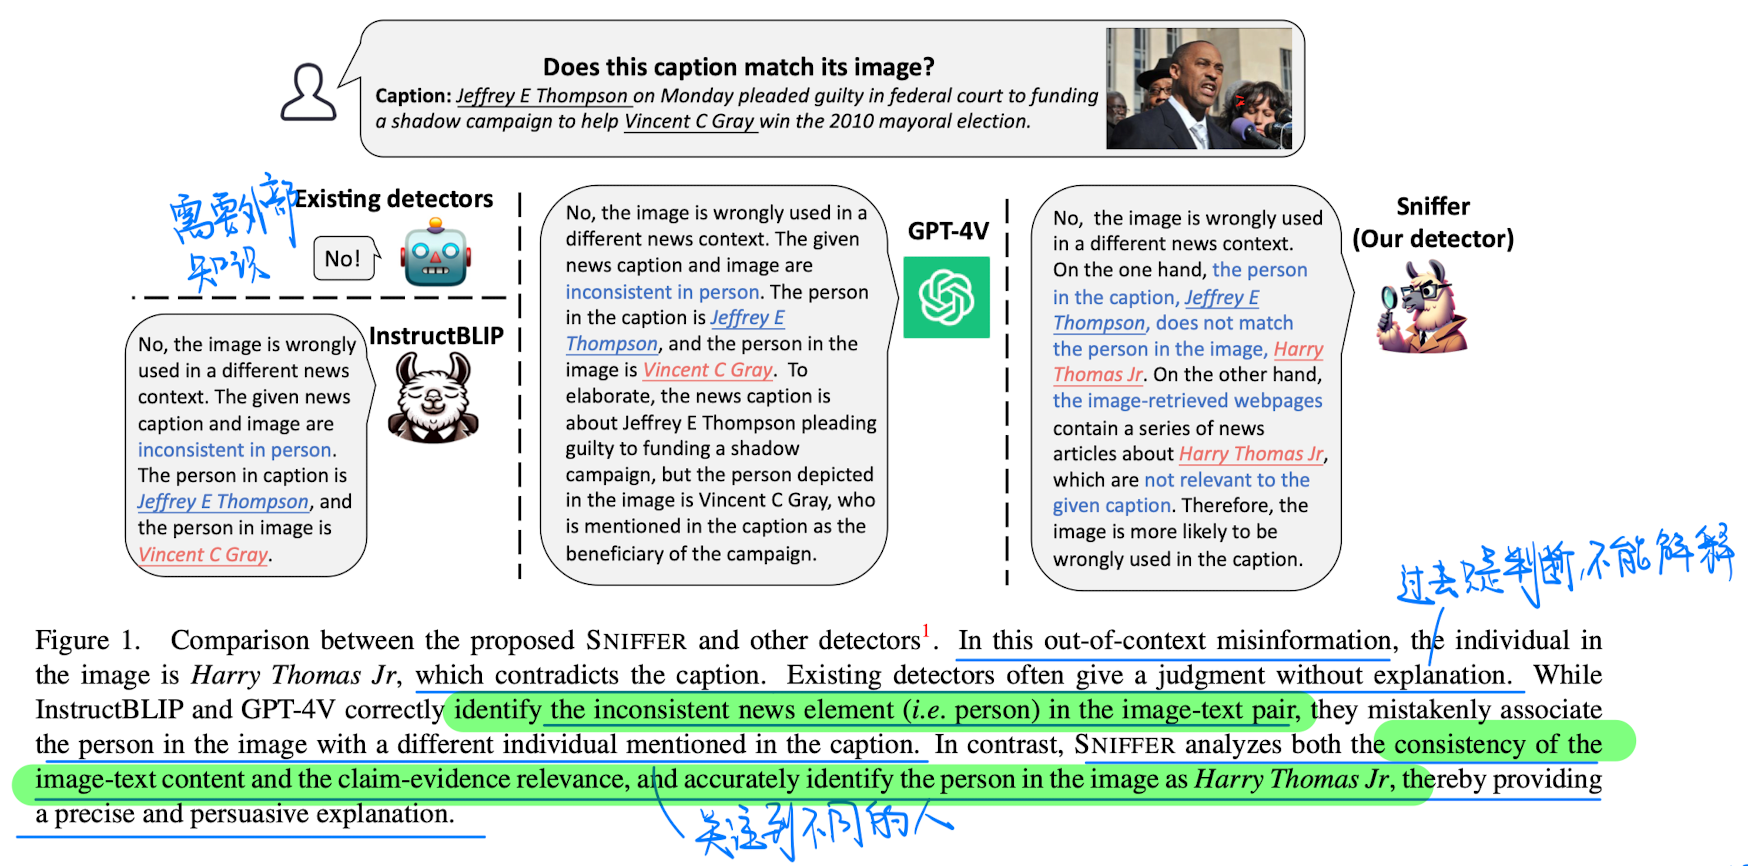 Does this caption match its image?
Caption: Jeffrey E Thompson on Monday pleaded guilty in federal court to funding
a shadow campaign to help Vincent C Gray win the 2010 mayoral election.
需要外部
知识
Existing detectors
No!
InstructBLIP
No, the image is wrongly
used in a different news
context. The given news
caption and image are
inconsistent in person.
The person in caption is
Jeffrey E Thompson, and
the person in image is
Vincent C Gray.
GPT-4V
No, the image is wrongly used in a
different news context. The given
news caption and image are
inconsistent in person. The person
in the caption is Jeffrey E
Thompson, and the person in the
image is Vincent C Gray. To
elaborate, the news caption is
about Jeffrey E Thompson pleading
guilty to funding a shadow
campaign, but the person depicted
in the image is Vincent C Gray, who
is mentioned in the caption as the
beneficiary of the campaign.
Sniffer
(Our detector)
No, the image is wrongly used
in a different news context.
On the one hand, the person
in the caption, Jeffrey E
Thompson, does not match
the person in the image, Harry
Thomas Jr. On the other hand,
the image-retrieved webpages
contain a series of news
articles about Harry Thomas Jr,
which are not relevant to the
given caption. Therefore, the
image is more likely to be
wrongly used in the caption.
过去只是判断,不能解释
Figure 1. Comparison between the proposed SNIFFER and other detectors1. In this out-of-context misinformation, the individual in
the image is Harry Thomas Jr, which contradicts the caption. Existing detectors often give a judgment without explanation. While
InstructBLIP and GPT-4V correctly identify the inconsistent news element (i.e. person) in the image-text pair, they mistakenly associate
the person in the image with a different individual mentioned in the caption. In contrast, SNIFFER analyzes both the consistency of the
image-text content and the claim-evidence relevance, and accurately identify the person in the image as Harry Thomas Jr, thereby providing
a precise and persuasive explanation.
关注到不同的人